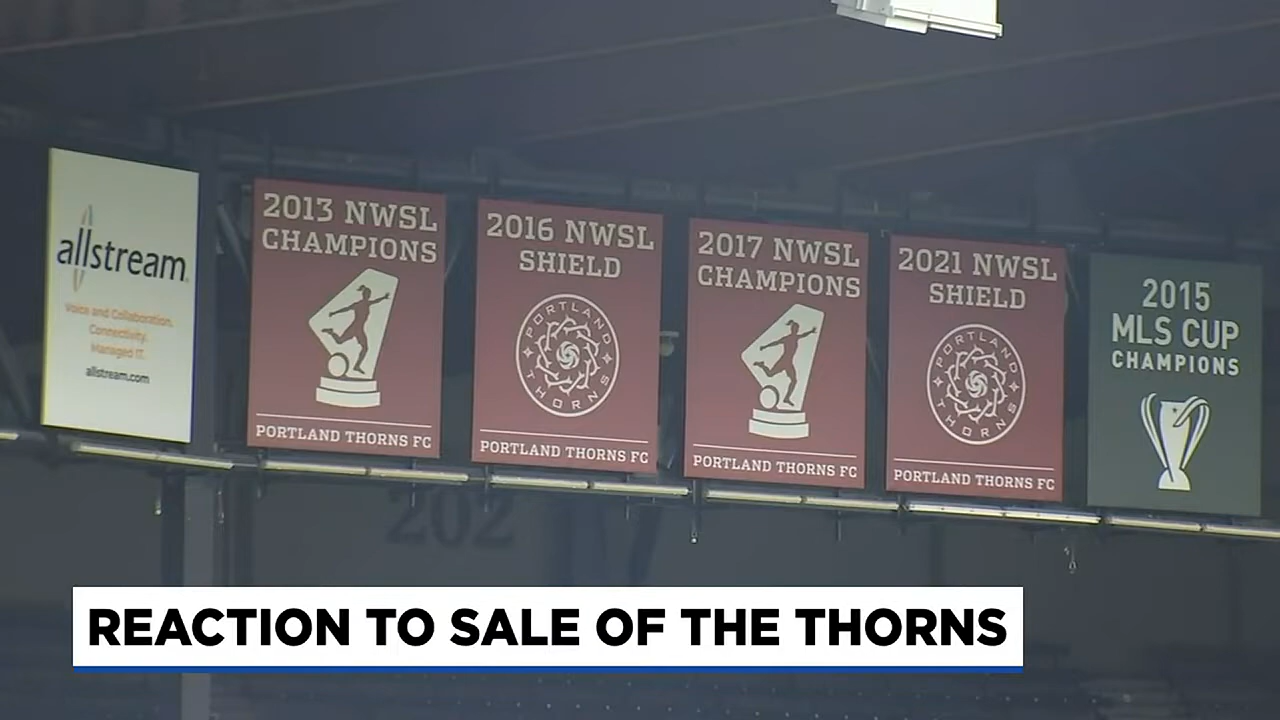 allstream
Voice and Collaboration.
Connectivity.
Managed IT.
allstream.com
2013 NWSL
CHAMPIONS
PORTLAND THORNS FC
2016 NWSL
SHIELD
PORTLAND
THORNS
PORTLAND THORNS FC
2017 NWSL
CHAMPIONS
PORTLAND THORNS FC
2021 NWSL
SHIELD
PORTLAND
THORNS
PORTLAND THORNS FC
2015
MLS CUP
CHAMPIONS
202
REACTION TO SALE OF THE THORNS